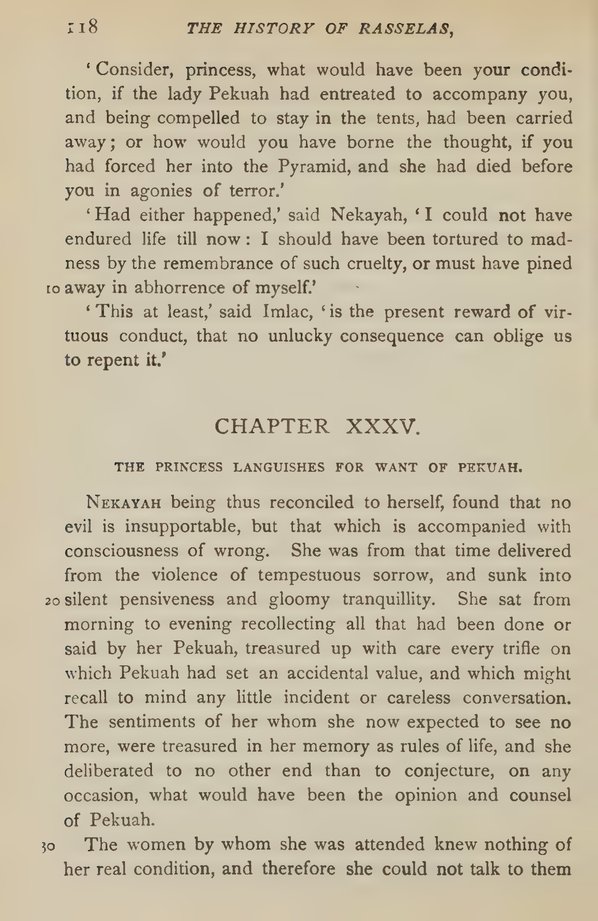 118 THE HISTORY OF RASSELAS,
‘ Consider, princess, what would have been your condi-
tion, if the lady Pekuah had entreated to accompany you,
and being compelled to stay in the tents, had been carried
away; or how would you have borne the thought, if you
had forced her into the Pyramid, and she had died before
you in agonies of terror.’
‘ Had either happened,’ said Nekayah, ‘ I could not have
endured life till now : I should have been tortured to mad-
ness by the remembrance of such cruelty, or must have pined
10 away in abhorrence of myself.’
‘ This at least,’ said Imlac, ‘ is the present reward of vir-
tuous conduct, that no unlucky consequence can oblige us
to repent it.’
CHAPTER XXXV.
THE PRINCESS LANGUISHES FOR WANT OF PEKUAH.
NEKAYAH being thus reconciled to herself, found that no
evil is insupportable, but that which is accompanied with
consciousness of wrong. She was from that time delivered
from the violence of tempestuous sorrow, and sunk into
20 silent pensiveness and gloomy tranquillity. She sat from
morning to evening recollecting all that had been done or
said by her Pekuah, treasured up with care every trifle on
which Pekuah had set an accidental value, and which might
recall to mind any little incident or careless conversation.
The sentiments of her whom she now expected to see no
more, were treasured in her memory as rules of life, and she
deliberated to no other end than to conjecture, on any
occasion, what would have been the opinion and counsel
of Pekuah.
30 The women by whom she was attended knew nothing of
her real condition, and therefore she could not talk to them